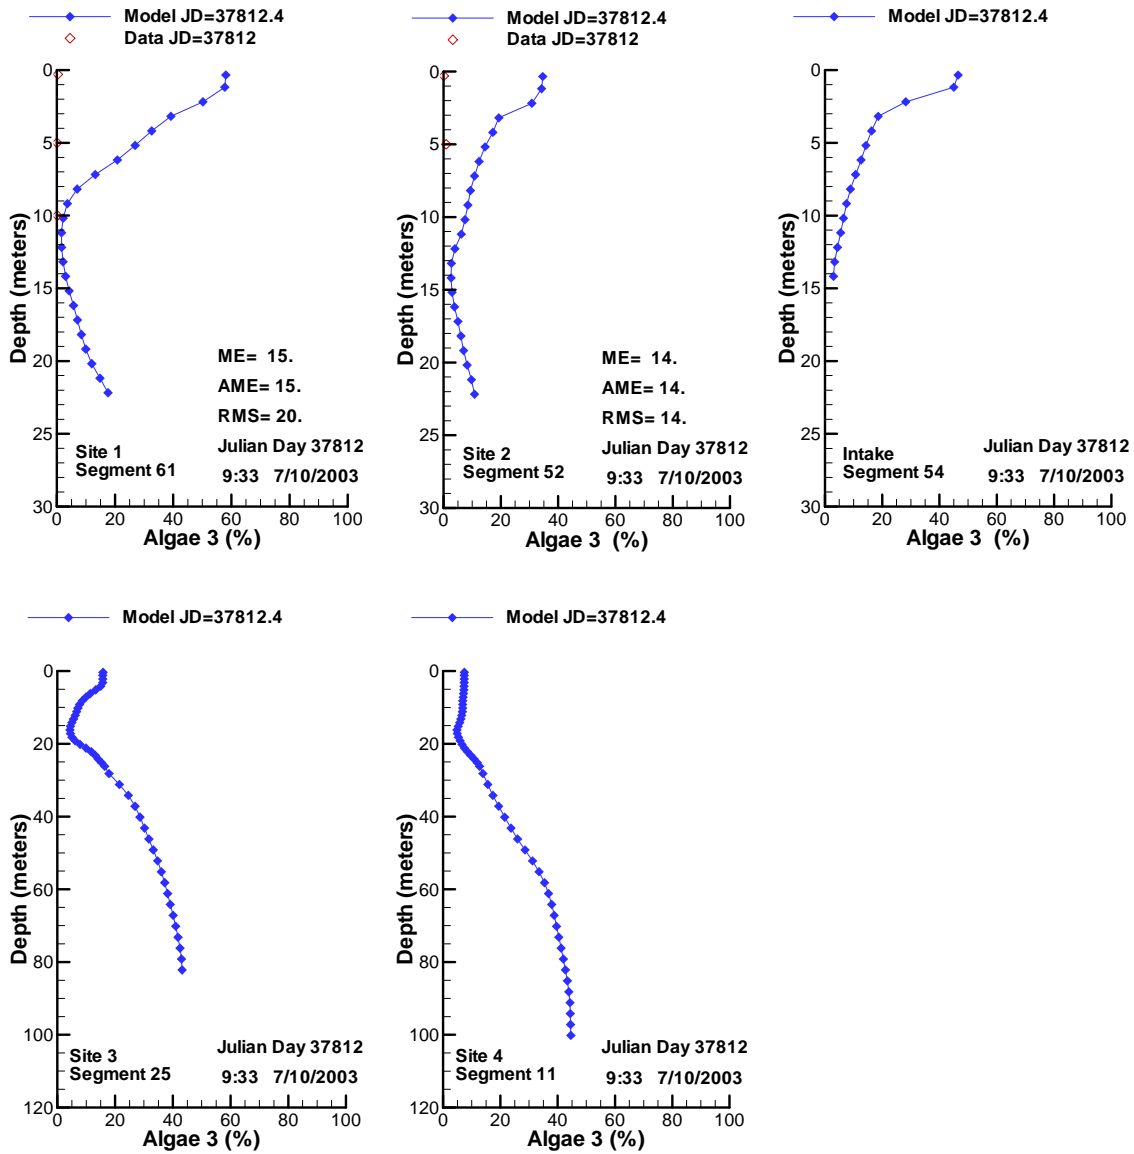 Model JD=37812.4
Data JD=37812
0
5
10
15
20
25
30
Depth (meters)
ME= 15.
AME= 15.
RMS= 20.
Site 1
Segment 61
Julian Day 37812
9:33 7/10/2003
0 20 40 60 80 100
Algae 3 (%)
Model JD=37812.4
Data JD=37812
0
5
10
15
20
25
30
Depth (meters)
ME= 14.
AME= 14.
RMS= 14.
Site 2
Segment 52
Julian Day 37812
9:33 7/10/2003
0 20 40 60 80 100
Algae 3 (%)
Model JD=37812.4
0
5
10
15
20
25
30
Depth (meters)
Intake
Segment 54
Julian Day 37812
9:33 7/10/2003
0 20 40 60 80 100
Algae 3 (%)
Model JD=37812.4
0
20
40
60
80
100
120
Depth (meters)
Site 3
Segment 25
Julian Day 37812
9:33 7/10/2003
0 20 40 60 80 100
Algae 3 (%)
Model JD=37812.4
0
20
40
60
80
100
120
Depth (meters)
Site 4
Segment 11
Julian Day 37812
9:33 7/10/2003
0 20 40 60 80 100
Algae 3 (%)